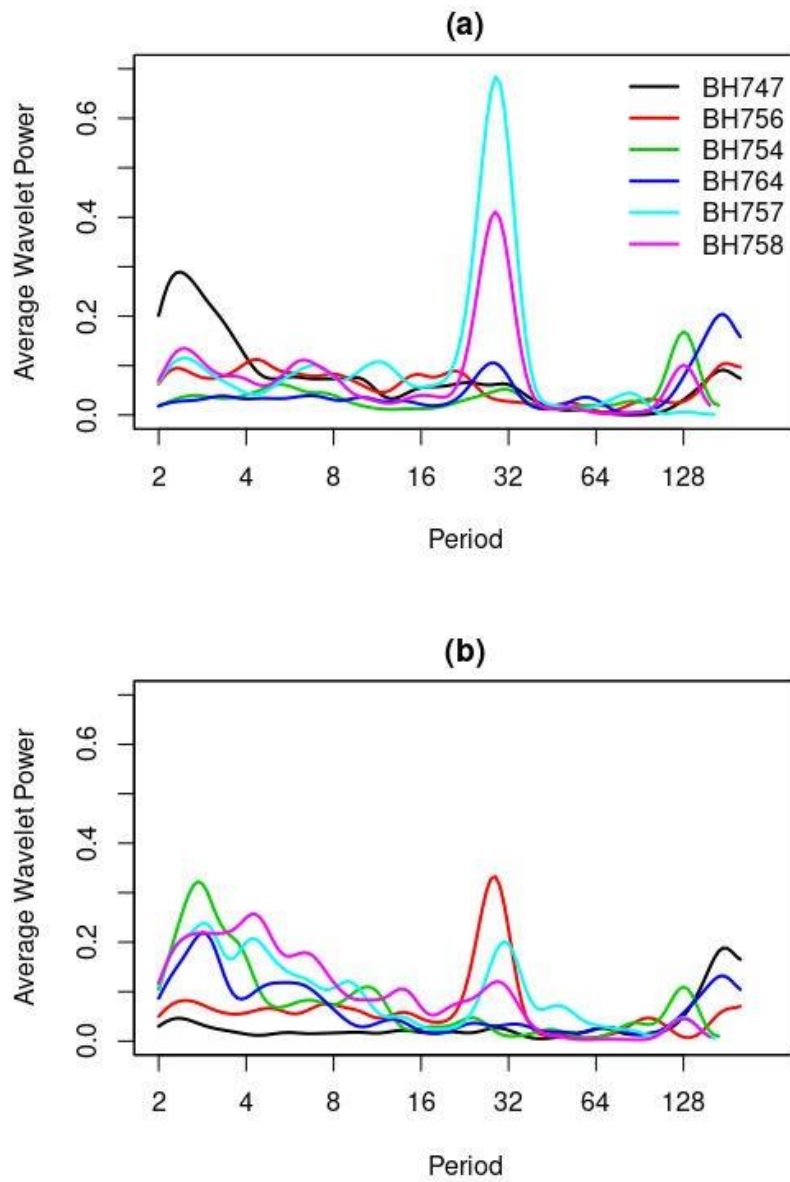 (a)
Average Wavelet Power
0.6
0.4
0.2
0.0
BH747
BH756
BH754
BH764
BH757
BH758
2 4 8 16 32 64 128
Period
(b)
Average Wavelet Power
0.6
0.4
0.2
0.0
2 4 8 16 32 64 128
Period